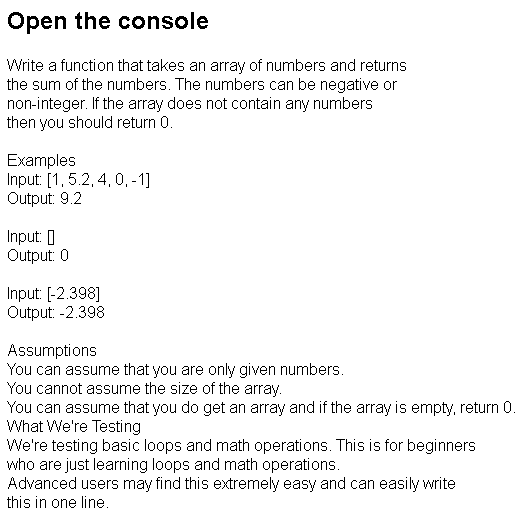 Open the console
Write a function that takes an array of numbers and returns
the sum of the numbers. The numbers can be negative or
non-integer. If the array does not contain any numbers
then you should return 0.
Examples
Input: [1, 5.2, 4, 0, -1]
Output: 9.2
Input: []
Output: 0
Input: [-2.398]
Output: -2.398
Assumptions
You can assume that you are only given numbers.
You cannot assume the size of the array.
You can assume that you do get an array and if the array is empty, return 0.
What We're Testing
We're testing basic loops and math operations. This is for beginners
who are just learning loops and math operations.
Advanced users may find this extremely easy and can easily write
this in one line.